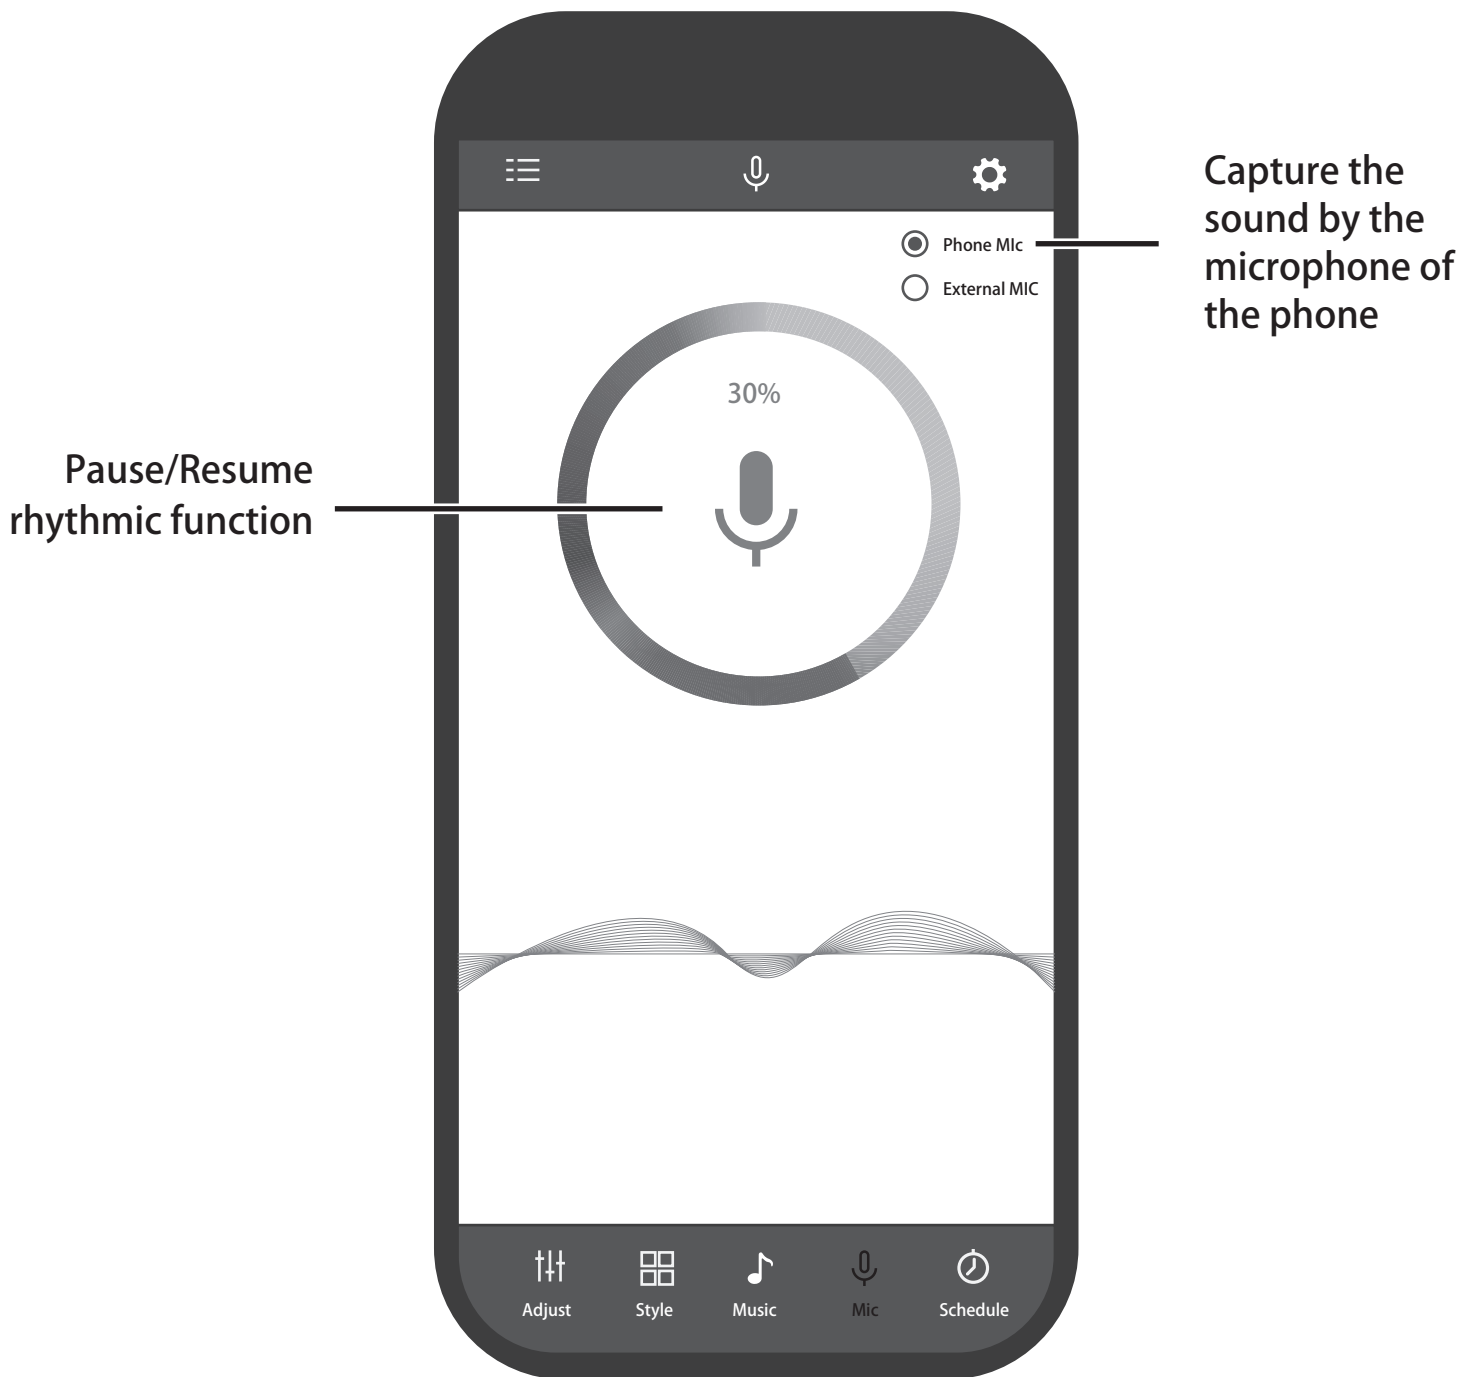 Phone MIc
External MIC
Capture the
sound by the
microphone of
the phone
30%
Pause/Resume
rhythmic function
Adjust
Style
Music
Mic
Schedule